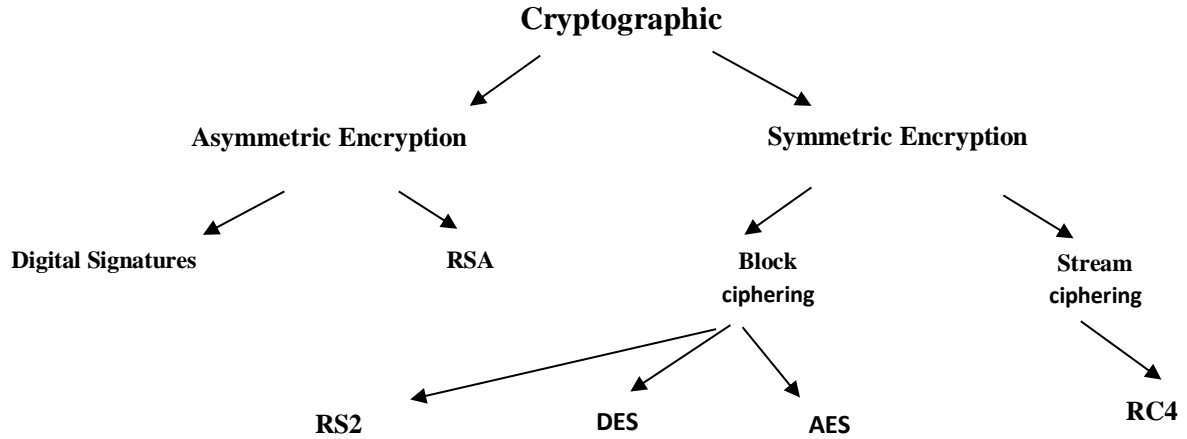 Cryptographic
Asymmetric Encryption
Symmetric Encryption
Digital Signatures
RSA
Block
ciphering
Stream
ciphering
RS2
DES
AES
RC4